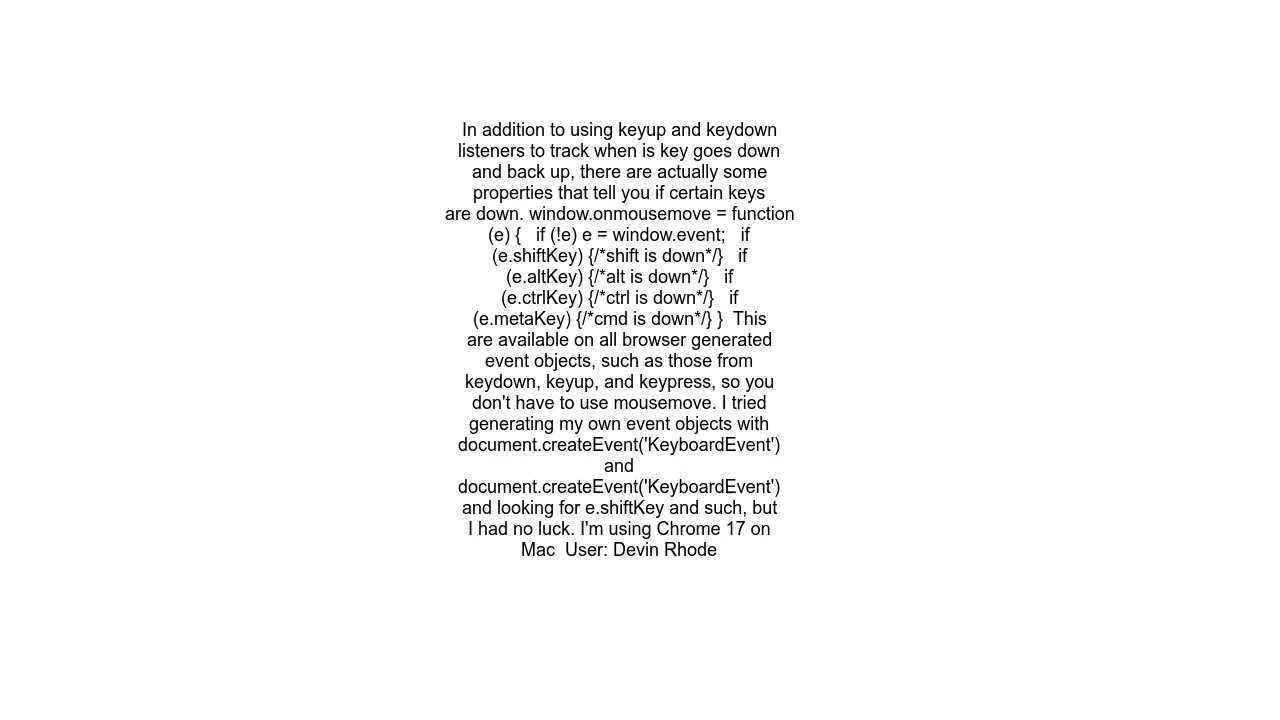 In addition to using keyup and keydown
listeners to track when is key goes down
and back up, there are actually some
properties that tell you if certain keys
are down. window.onmousemove = function
(e) {   if (!e) e = window.event;   if
(e.shiftKey) {/*shift is down*/}   if
(e.altKey) {/*alt is down*/}   if
(e.ctrlKey) {/*ctrl is down*/}   if
(e.metaKey) {/*cmd is down*/} }  This
are available on all browser generated
event objects, such as those from
keydown, keyup, and keypress, so you
don't have to use mousemove. I tried
generating my own event objects with
document.createEvent('KeyboardEvent')
and
document.createEvent('KeyboardEvent')
and looking for e.shiftKey and such, but
I had no luck. I'm using Chrome 17 on
Mac  User: Devin Rhode